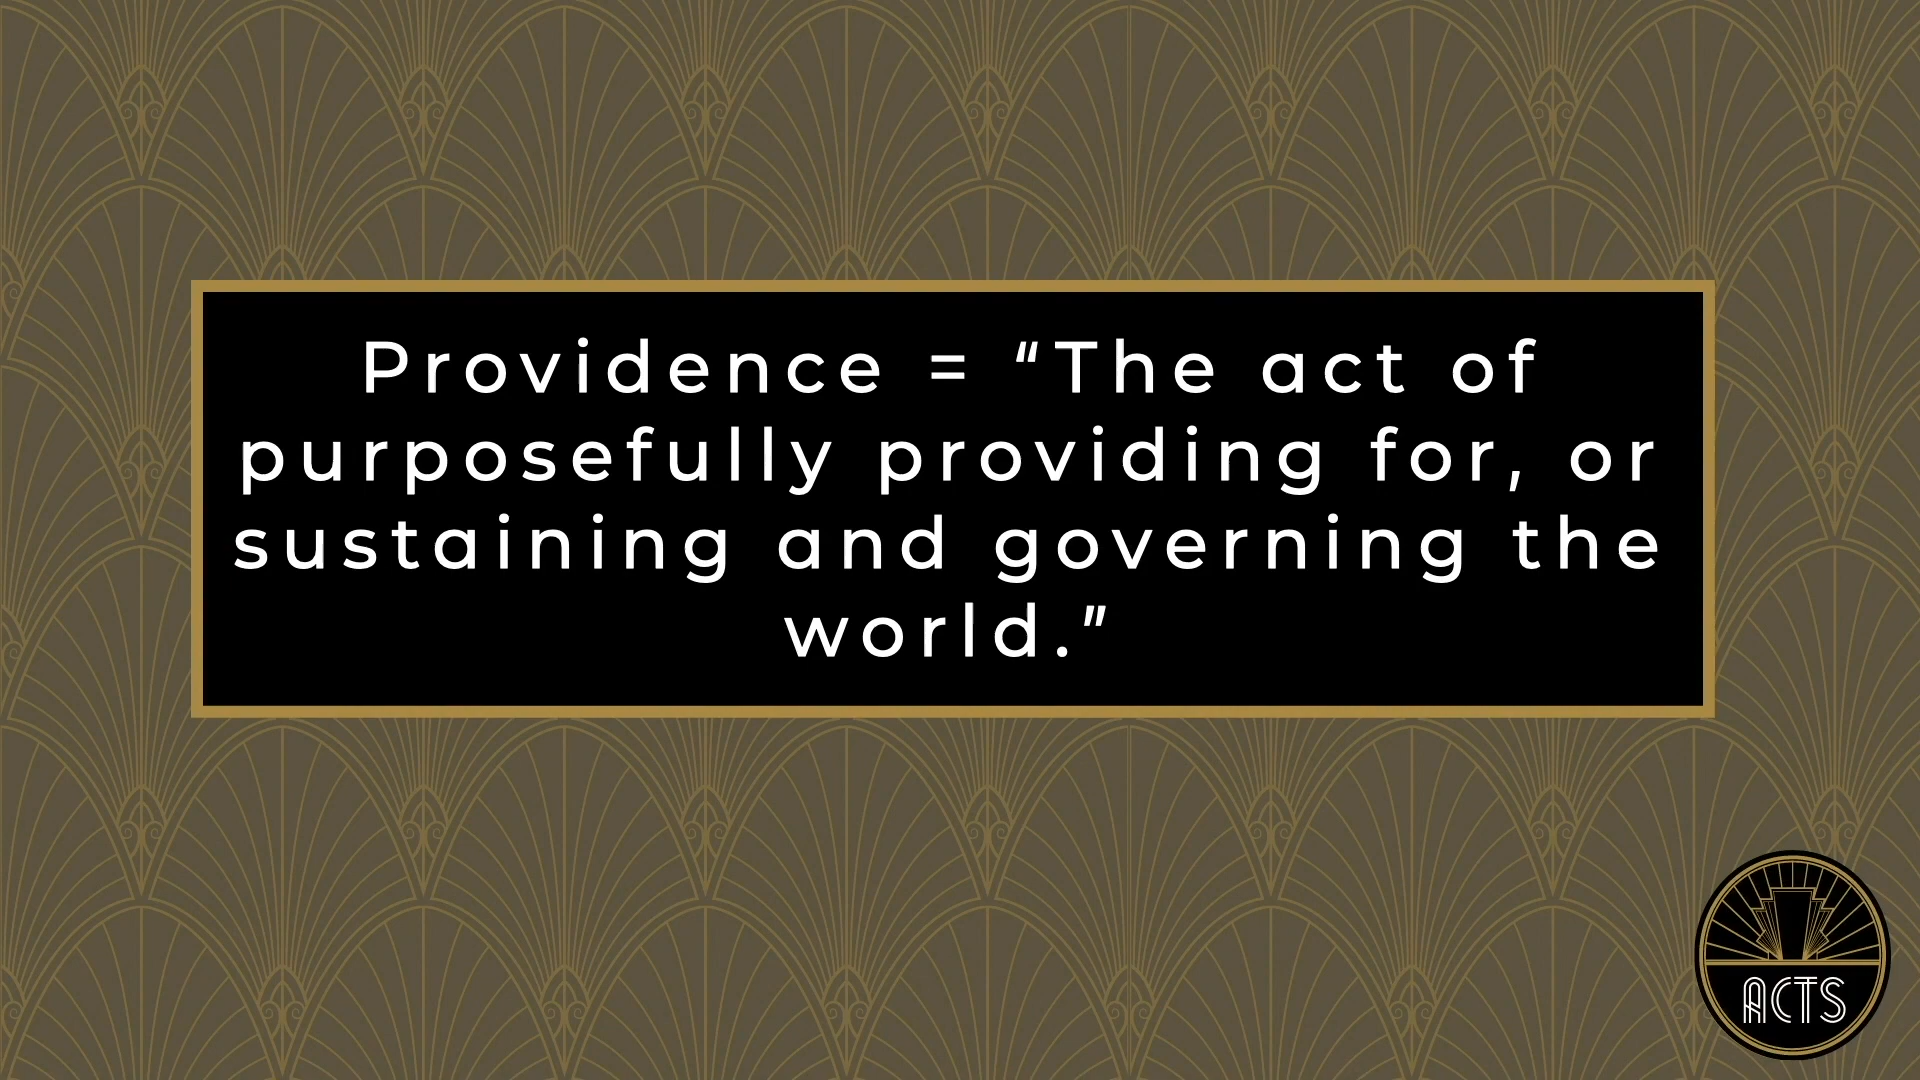 Providence = “The act of
purposefully providing for, or
sustaining and governing the
world.”
ACTS